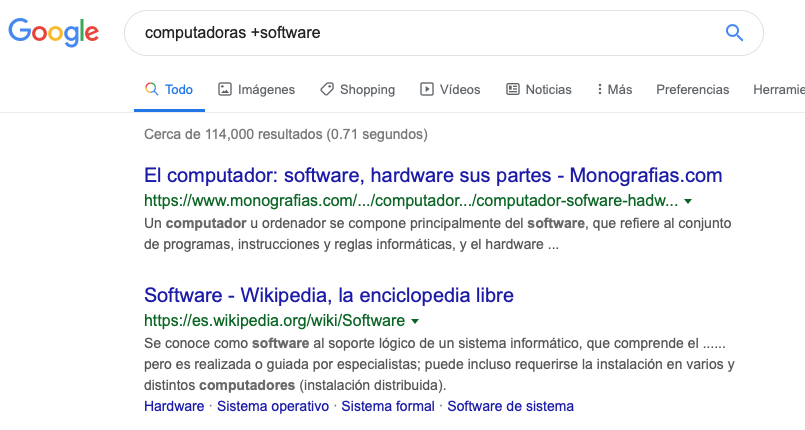 Google
computadoras +software
Todo Imágenes Shopping Vídeos Noticias Más Preferencias Herramie
Cerca de 114,000 resultados (0.71 segundos)
El computador: software, hardware sus partes - Monografias.com
https://www.monografias.com/.../computador.../computador-sofware-hadw...
Un computador u ordenador se compone principalmente del software, que refiere al conjunto
de programas, instrucciones y reglas informáticas, y el hardware ...
Software - Wikipedia, la enciclopedia libre
https://es.wikipedia.org/wiki/Software
Se conoce como software al soporte lógico de un sistema informático, que comprende el ......
pero es realizada o guiada por especialistas; puede incluso requerirse la instalación en varios y
distintos computadores (instalación distribuida).
Hardware · Sistema operativo · Sistema formal · Software de sistema